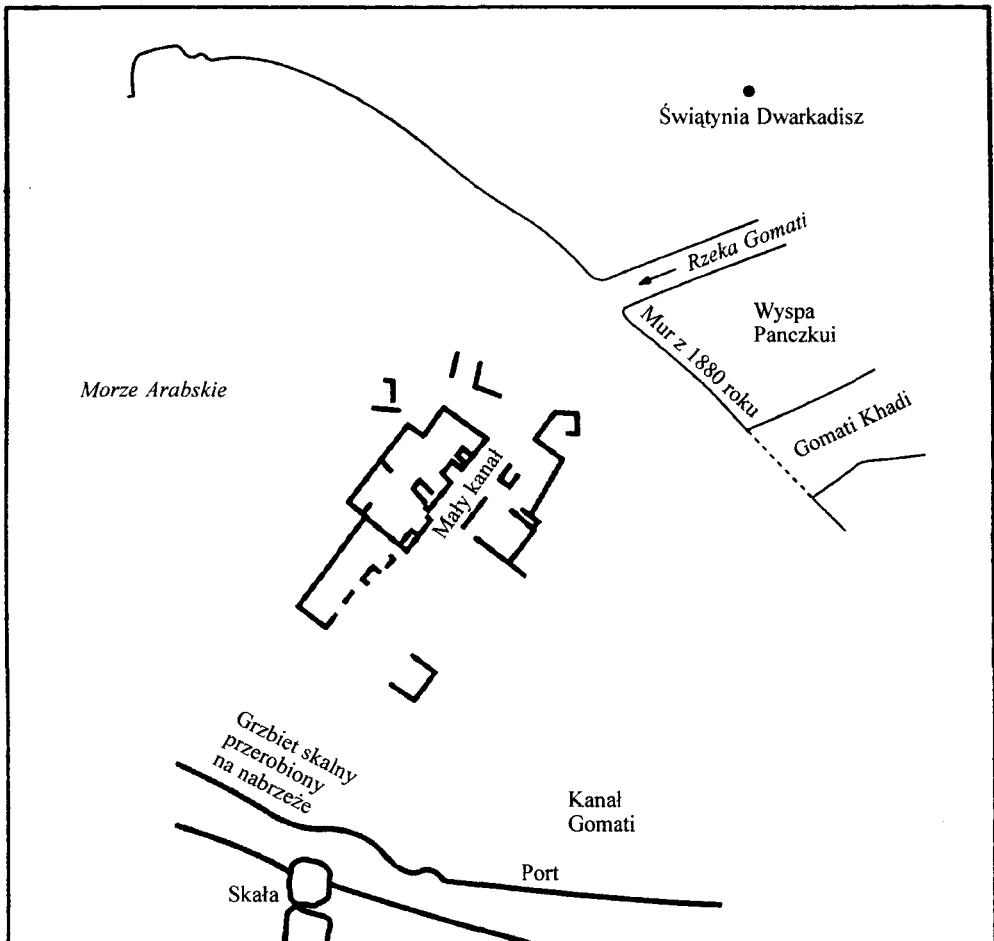 Świątynia Dwarkadisz
Rzeka Gomati
Wyspa
Panczkui
Mur z 1880 roku
Morze Arabskie
Gomati Khadi
Mały kanał
Grzbiet skalny
przerobiony
na nabrzeże
Kanał
Gomati
Port
Skała